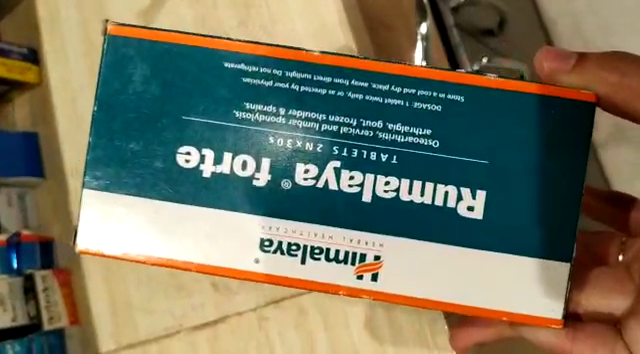 Himalaya®
HERBAL HEALTHCARE
Rumalaya® forte
TABLETS 2Nx30s
Osteoarthritis, cervical and lumbar spondylosis,
arthralgia, gout, frozen shoulder & sprains.
DOSAGE: 1 tablet twice daily, or as directed by your physician.
Store in a cool and dry place, away from direct sunlight. Do not refrigerate.